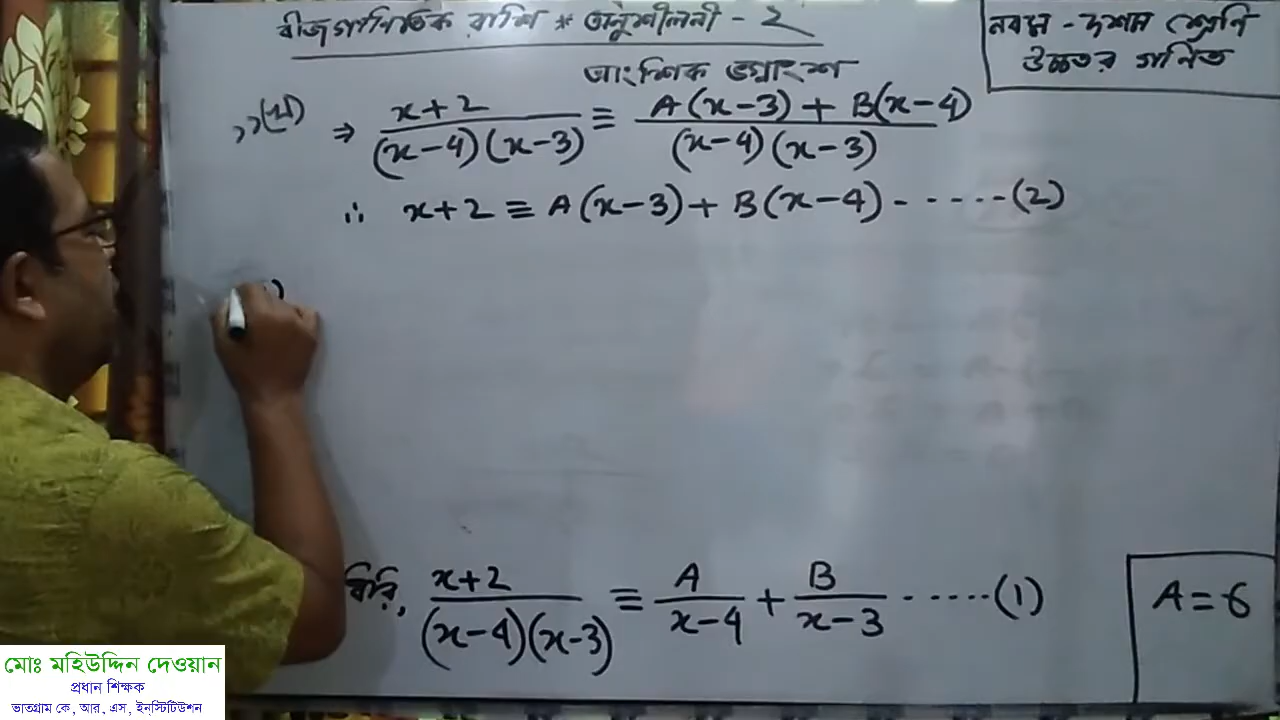 বীজগাণিতিক রাশি * অনুশীলনী - 2
নবম - দশম শ্রেণি
উচ্চতর গণিত
আংশিক ভগ্নাংশ
১১(খ) ⇒ (x+2)/((x-4)(x-3)) ≡ (A(x-3) + B(x-4))/((x-4)(x-3))
∴ x+2 ≡ A(x-3) + B(x-4) - - - - - - (2)
ধরি, (x+2)/((x-4)(x-3)) ≡ A/(x-4) + B/(x-3) ......(1)
A = 6
মোঃ মহিউদ্দিন দেওয়ান
প্রধান শিক্ষক
ভাতগ্রাম কে, আর, এস, ইনস্টিটিউশন